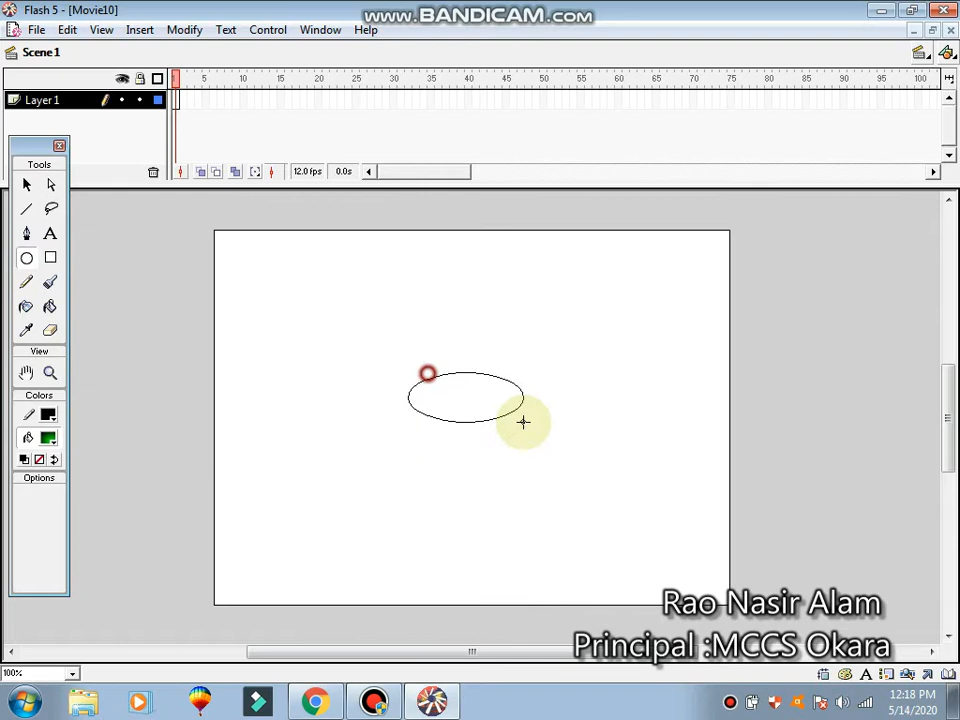 Flash 5 - [Movie10]
www.BANDICAM.com
File Edit View Insert Modify Text Control Window Help
Scene1
1 5 10 15 20 25 30 35 40 45 50 55 60 65 70 75 80 85 90 95 100
Layer1
Tools
12.0 fps 0.0s
A
View
Colors
Options
Rao Nasir Alam
Principal :MCCS Okara
100%
12:18 PM
5/14/2020